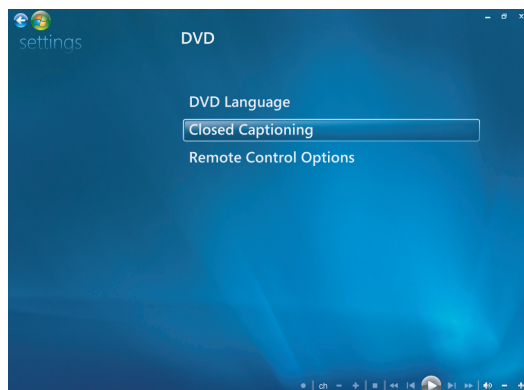 settings
DVD
DVD Language
Closed Captioning
Remote Control Options
ch